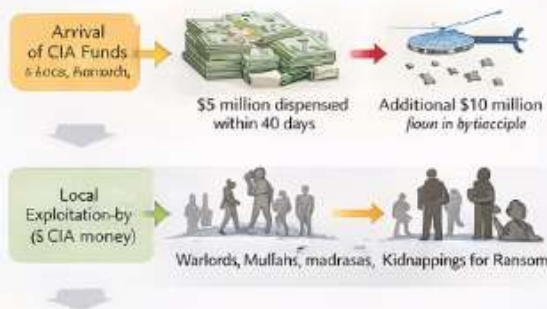 Arrival
of CIA Funds
$5 million dispensed
within 40 days
Additional $10 million
in
Local
Exploitation-by
($ CIA money)
Warlords, Mullahs, madrasas,
Kidnappings for Ransom